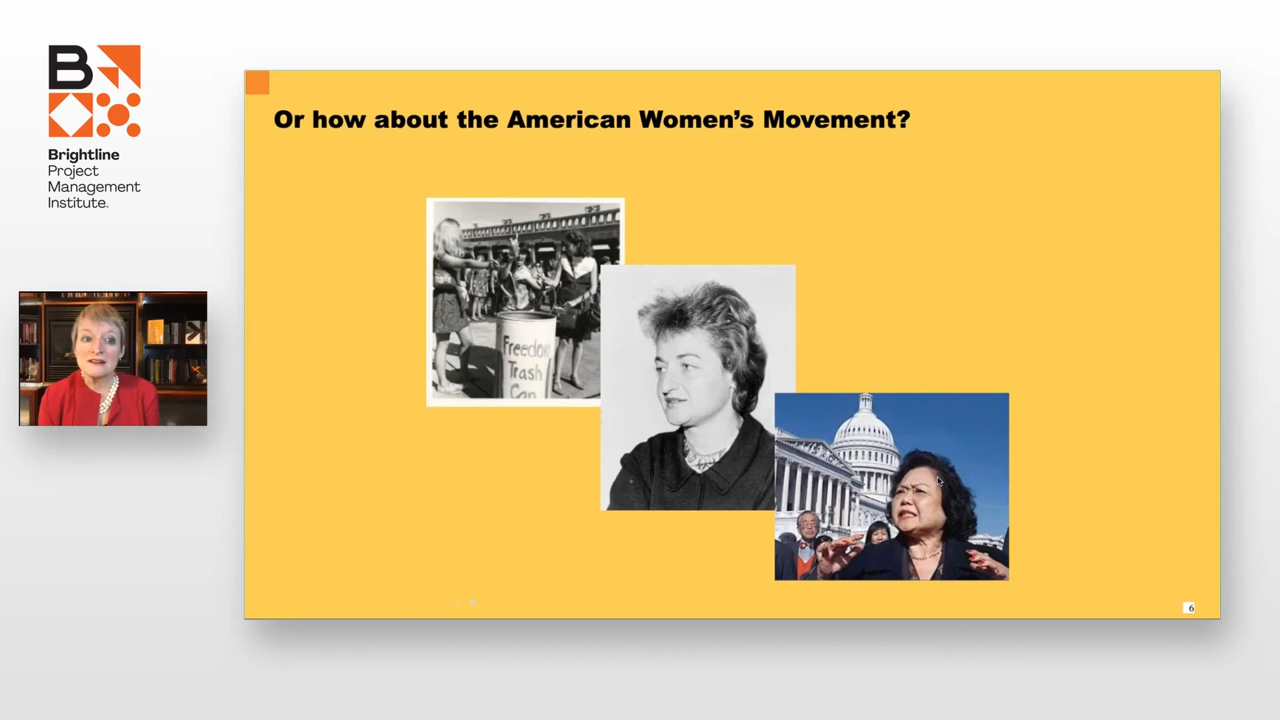 B
Brightline
Project
Management
Institute.
Or how about the American Women's Movement?
Freedom
Trash
Can
6